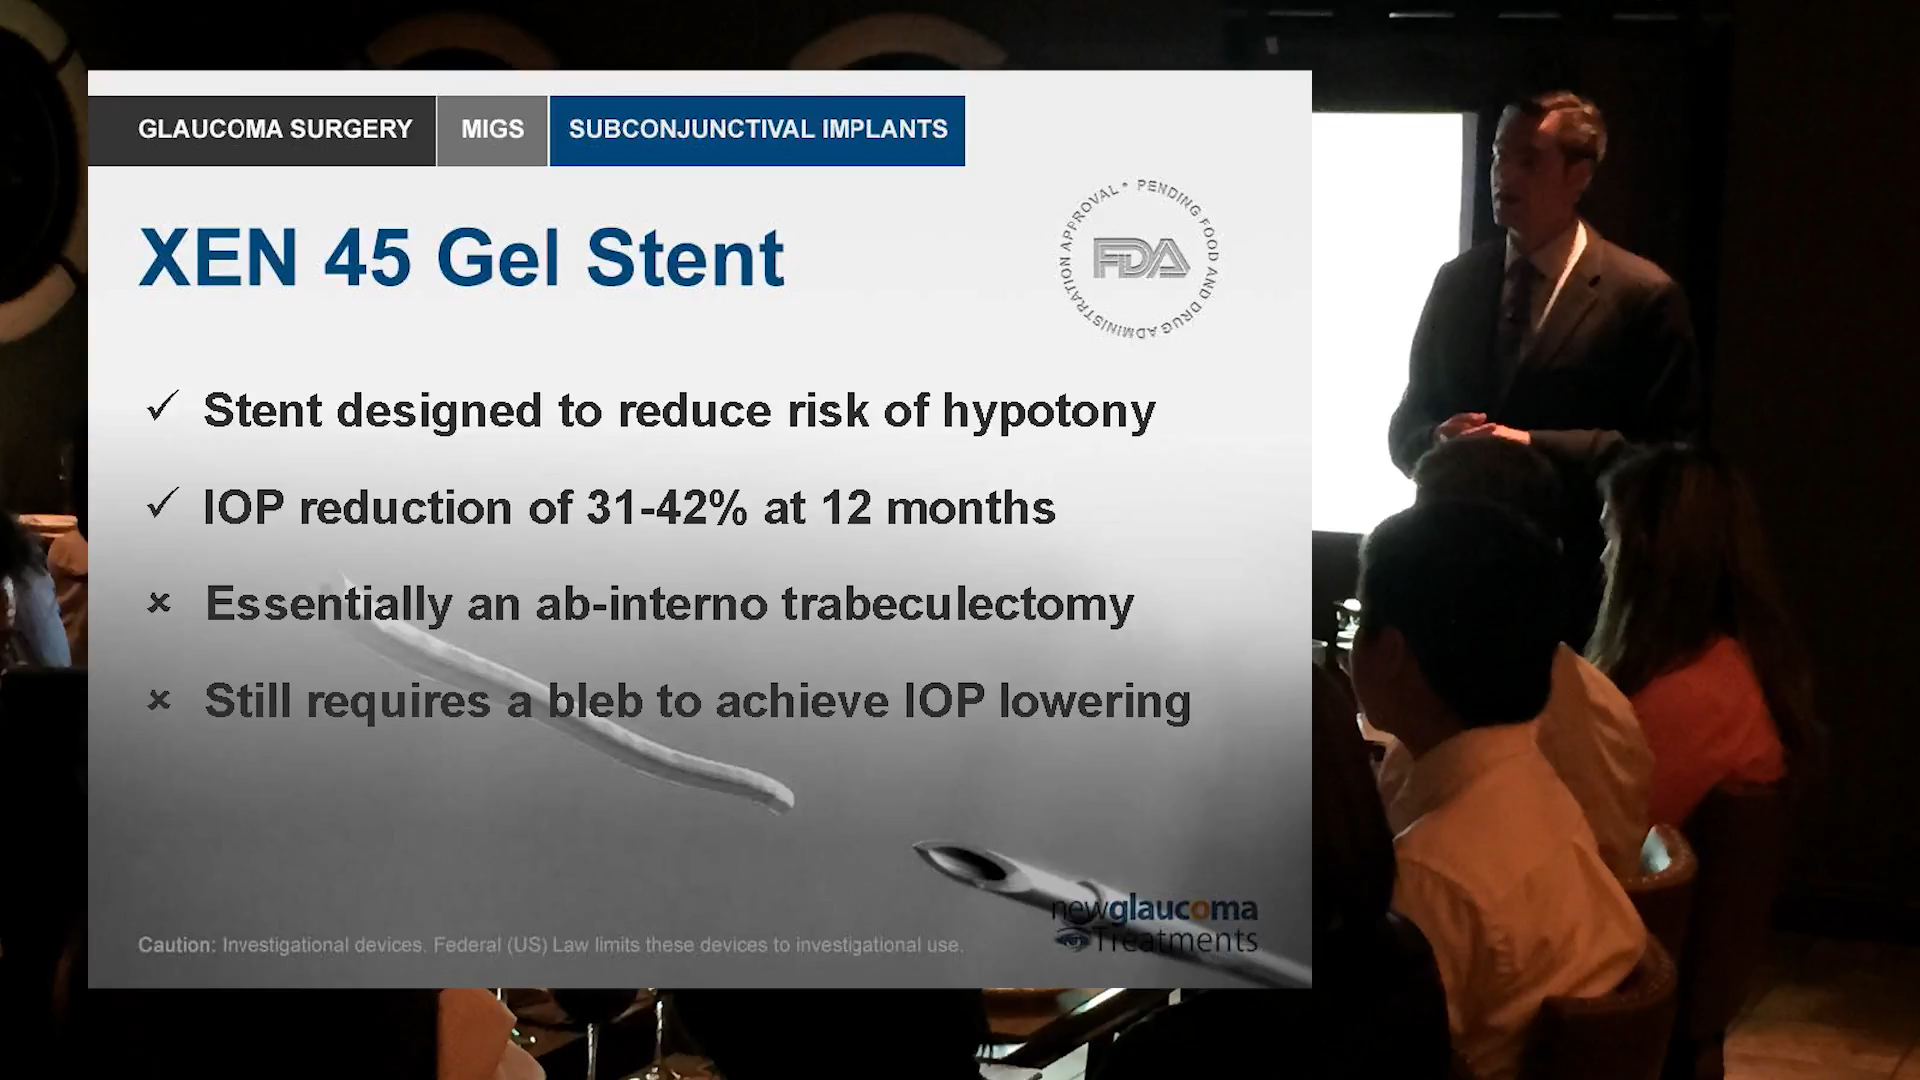 GLAUCOMA SURGERY
MIGS
SUBCONJUNCTIVAL IMPLANTS
XEN 45 Gel Stent
PENDING FOOD AND DRUG ADMINISTRATION APPROVAL •
FDA
✓ Stent designed to reduce risk of hypotony
✓ IOP reduction of 31-42% at 12 months
× Essentially an ab-interno trabeculectomy
× Still requires a bleb to achieve IOP lowering
newglaucoma
Treatments
Caution: Investigational devices. Federal (US) Law limits these devices to investigational use.